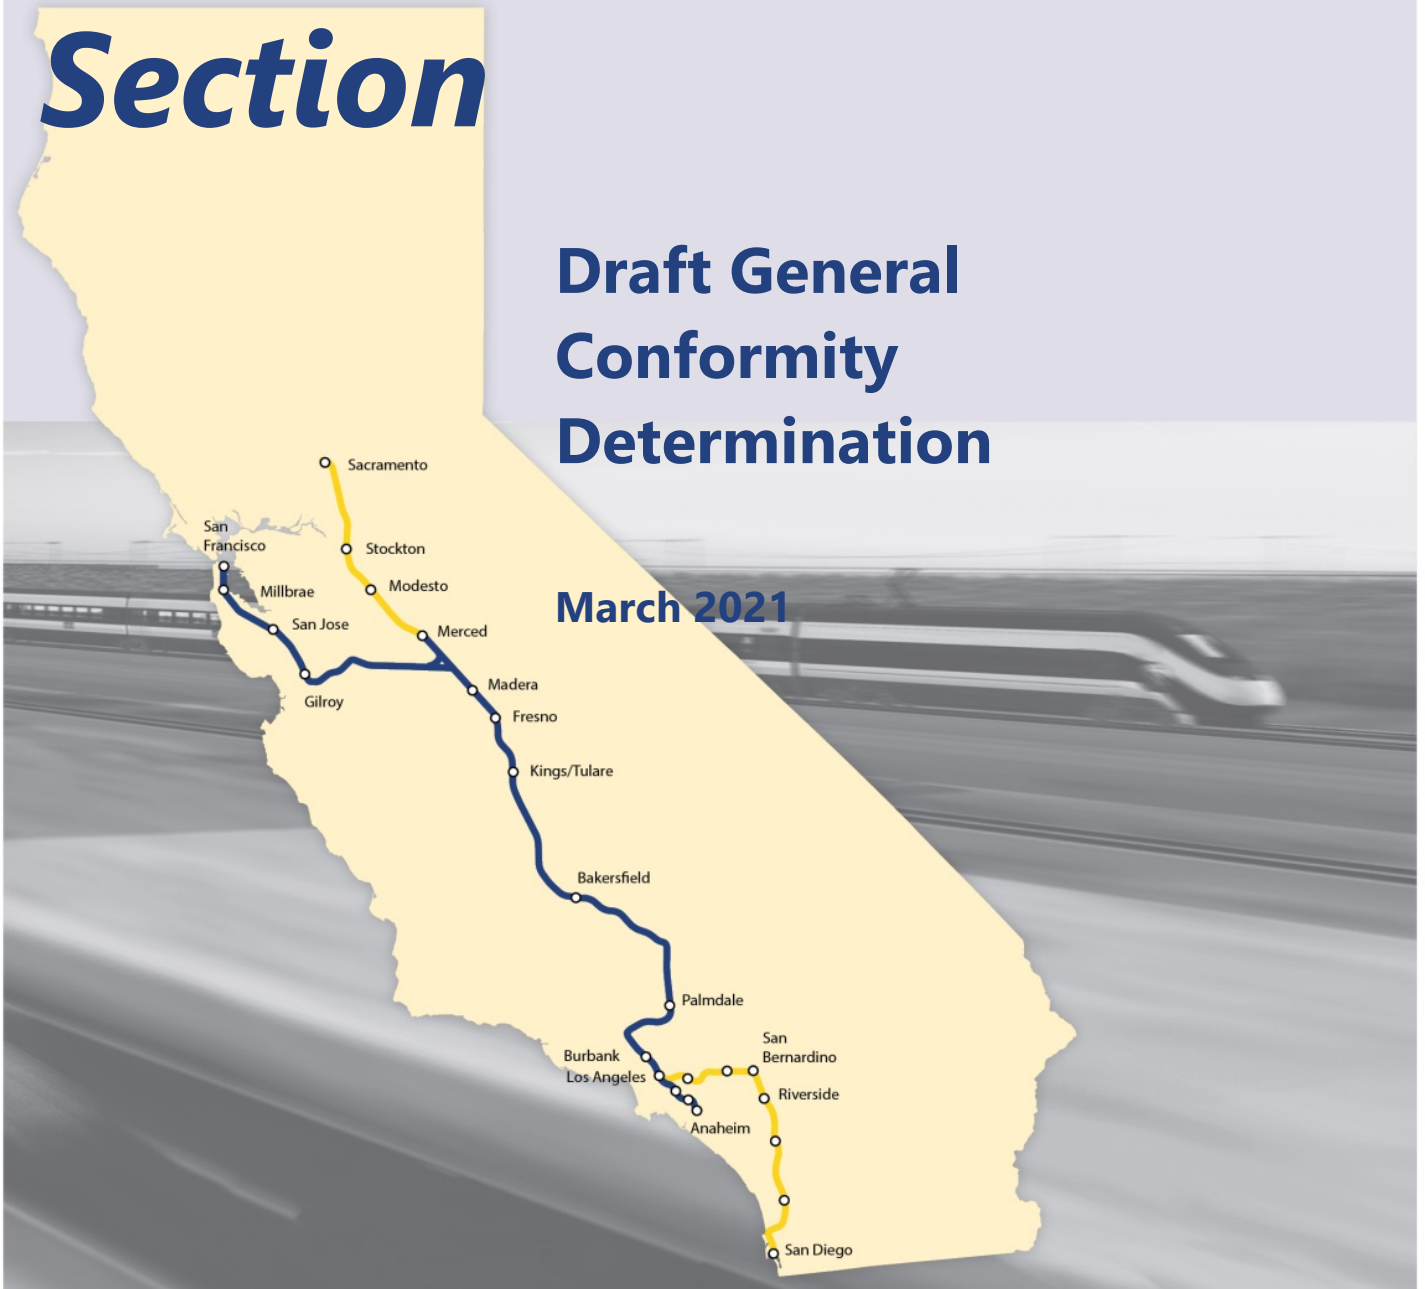 Section
Draft General
Conformity
Determination
March 2021
Sacramento
San
Francisco
Stockton
Modesto
Millbrae
San Jose
Merced
Gilroy
Madera
Fresno
Kings/Tulare
Bakersfield
Palmdale
San
Bernardino
Burbank
Los Angeles
Riverside
Anaheim
San Diego